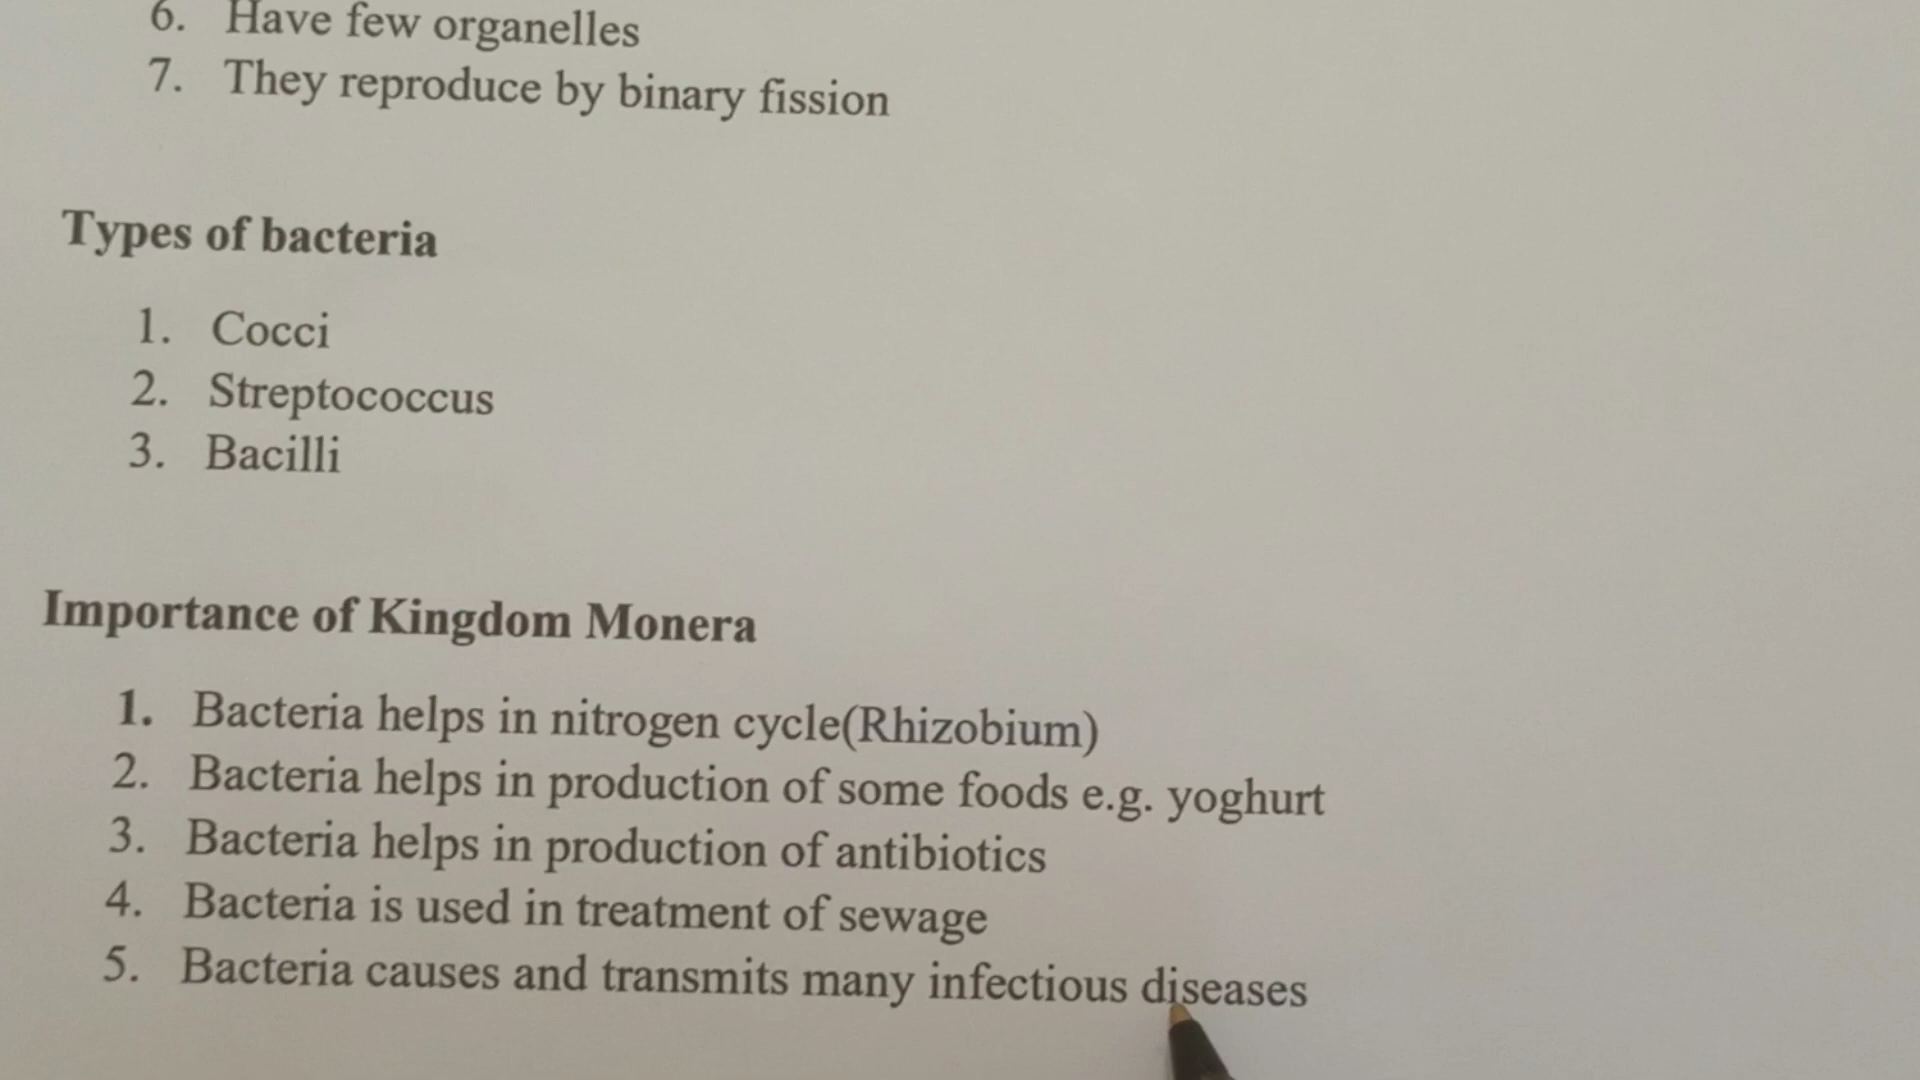 6. Have few organelles
7. They reproduce by binary fission
Types of bacteria
1. Cocci
2. Streptococcus
3. Bacilli
Importance of Kingdom Monera
1. Bacteria helps in nitrogen cycle(Rhizobium)
2. Bacteria helps in production of some foods e.g. yoghurt
3. Bacteria helps in production of antibiotics
4. Bacteria is used in treatment of sewage
5. Bacteria causes and transmits many infectious diseases